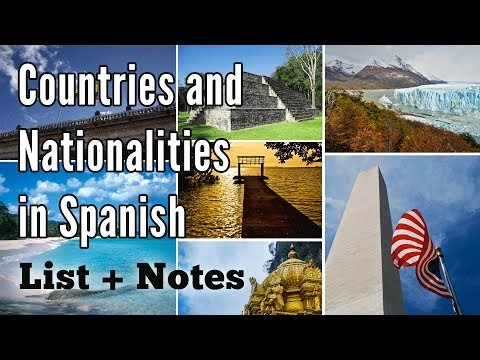 Countries and
Nationalities
in Spanish
List + Notes